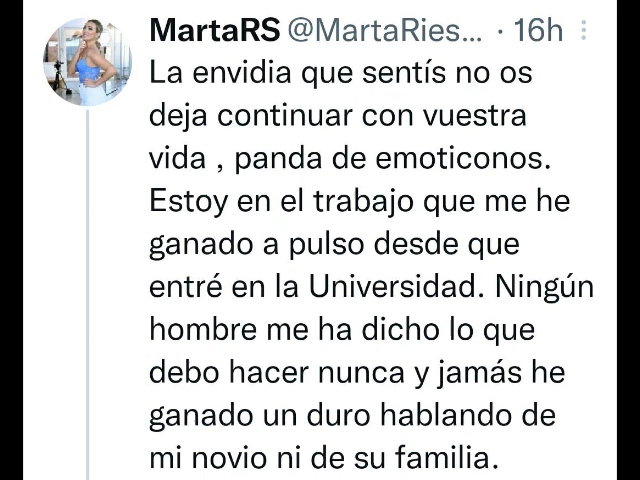 MartaRS @MartaRies... · 16h
La envidia que sentís no os
deja continuar con vuestra
vida , panda de emoticonos.
Estoy en el trabajo que me he
ganado a pulso desde que
entré en la Universidad. Ningún
hombre me ha dicho lo que
debo hacer nunca y jamás he
ganado un duro hablando de
mi novio ni de su familia.